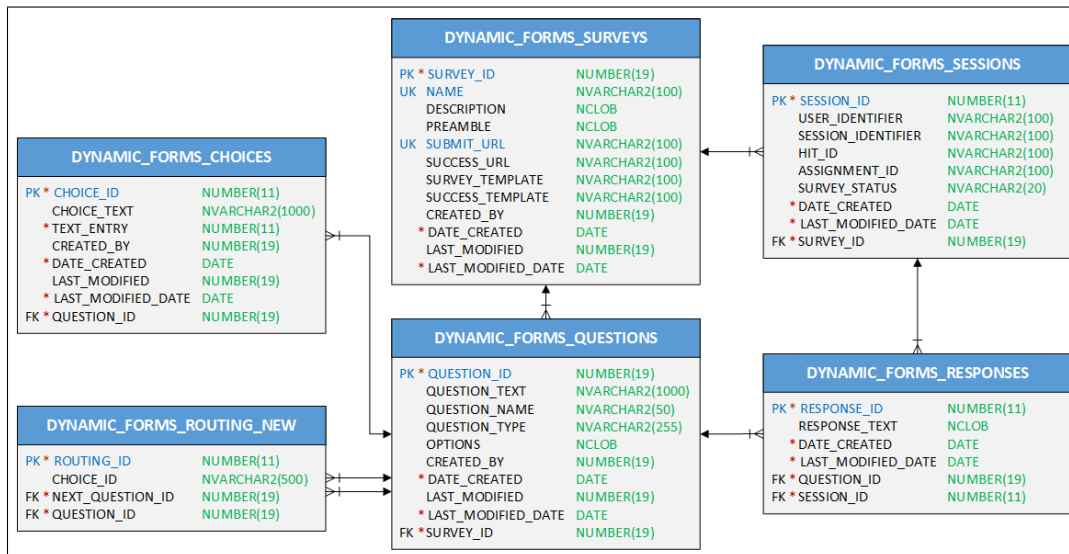 DYNAMIC_FORMS_SURVEYS
PK * SURVEY_ID NUMBER(19)
UK NAME NVARCHAR2(100)
DESCRIPTION NCLOB
PREAMBLE NCLOB
UK SUBMIT_URL NVARCHAR2(100)
SUCCESS_URL NVARCHAR2(100)
SURVEY_TEMPLATE NVARCHAR2(100)
SUCCESS_TEMPLATE NVARCHAR2(100)
CREATED_BY NUMBER(19)
* DATE_CREATED DATE
LAST_MODIFIED NUMBER(19)
* LAST_MODIFIED_DATE DATE
DYNAMIC_FORMS_SESSIONS
PK * SESSION_ID NUMBER(11)
USER_IDENTIFIER NVARCHAR2(100)
SESSION_IDENTIFIER NVARCHAR2(100)
HIT_ID NVARCHAR2(100)
ASSIGNMENT_ID NVARCHAR2(100)
SURVEY_STATUS NVARCHAR2(20)
* DATE_CREATED DATE
* LAST_MODIFIED_DATE DATE
FK * SURVEY_ID NUMBER(19)
DYNAMIC_FORMS_CHOICES
PK * CHOICE_ID NUMBER(11)
CHOICE_TEXT NVARCHAR2(1000)
* TEXT_ENTRY NUMBER(11)
CREATED_BY NUMBER(19)
* DATE_CREATED DATE
LAST_MODIFIED NUMBER(19)
* LAST_MODIFIED_DATE DATE
FK * QUESTION_ID NUMBER(19)
DYNAMIC_FORMS_QUESTIONS
PK * QUESTION_ID NUMBER(19)
QUESTION_TEXT NVARCHAR2(1000)
QUESTION_NAME NVARCHAR2(50)
QUESTION_TYPE NVARCHAR2(255)
OPTIONS NCLOB
CREATED_BY NUMBER(19)
* DATE_CREATED DATE
LAST_MODIFIED NUMBER(19)
* LAST_MODIFIED_DATE DATE
FK * SURVEY_ID NUMBER(19)
DYNAMIC_FORMS_RESPONSES
PK * RESPONSE_ID NUMBER(11)
RESPONSE_TEXT NCLOB
* DATE_CREATED DATE
* LAST_MODIFIED_DATE DATE
FK * QUESTION_ID NUMBER(19)
FK * SESSION_ID NUMBER(11)
DYNAMIC_FORMS_ROUTING_NEW
PK * ROUTING_ID NUMBER(11)
CHOICE_ID NVARCHAR2(500)
FK * NEXT_QUESTION_ID NUMBER(19)
FK * QUESTION_ID NUMBER(19)